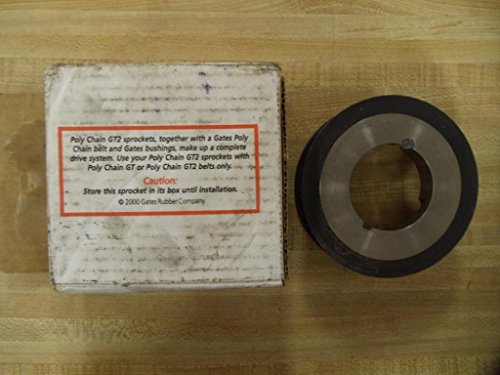 Poly Chain GT2 sprockets, together with a Gates Poly
Chain belt and Gates bushings, make up a complete
drive system. Use your Poly Chain GT2 sprockets with
Poly Chain GT or Poly Chain GT2 belts only.
Caution:
Store this sprocket in its box until installation.
© 2000 Gates Rubber Company